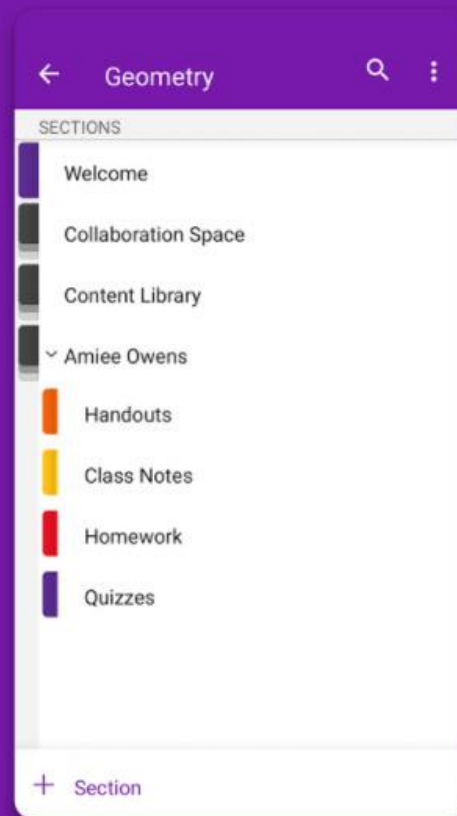 Geometry
SECTIONS
Welcome
Collaboration Space
Content Library
Amiee Owens
Handouts
Class Notes
Homework
Quizzes
+ Section